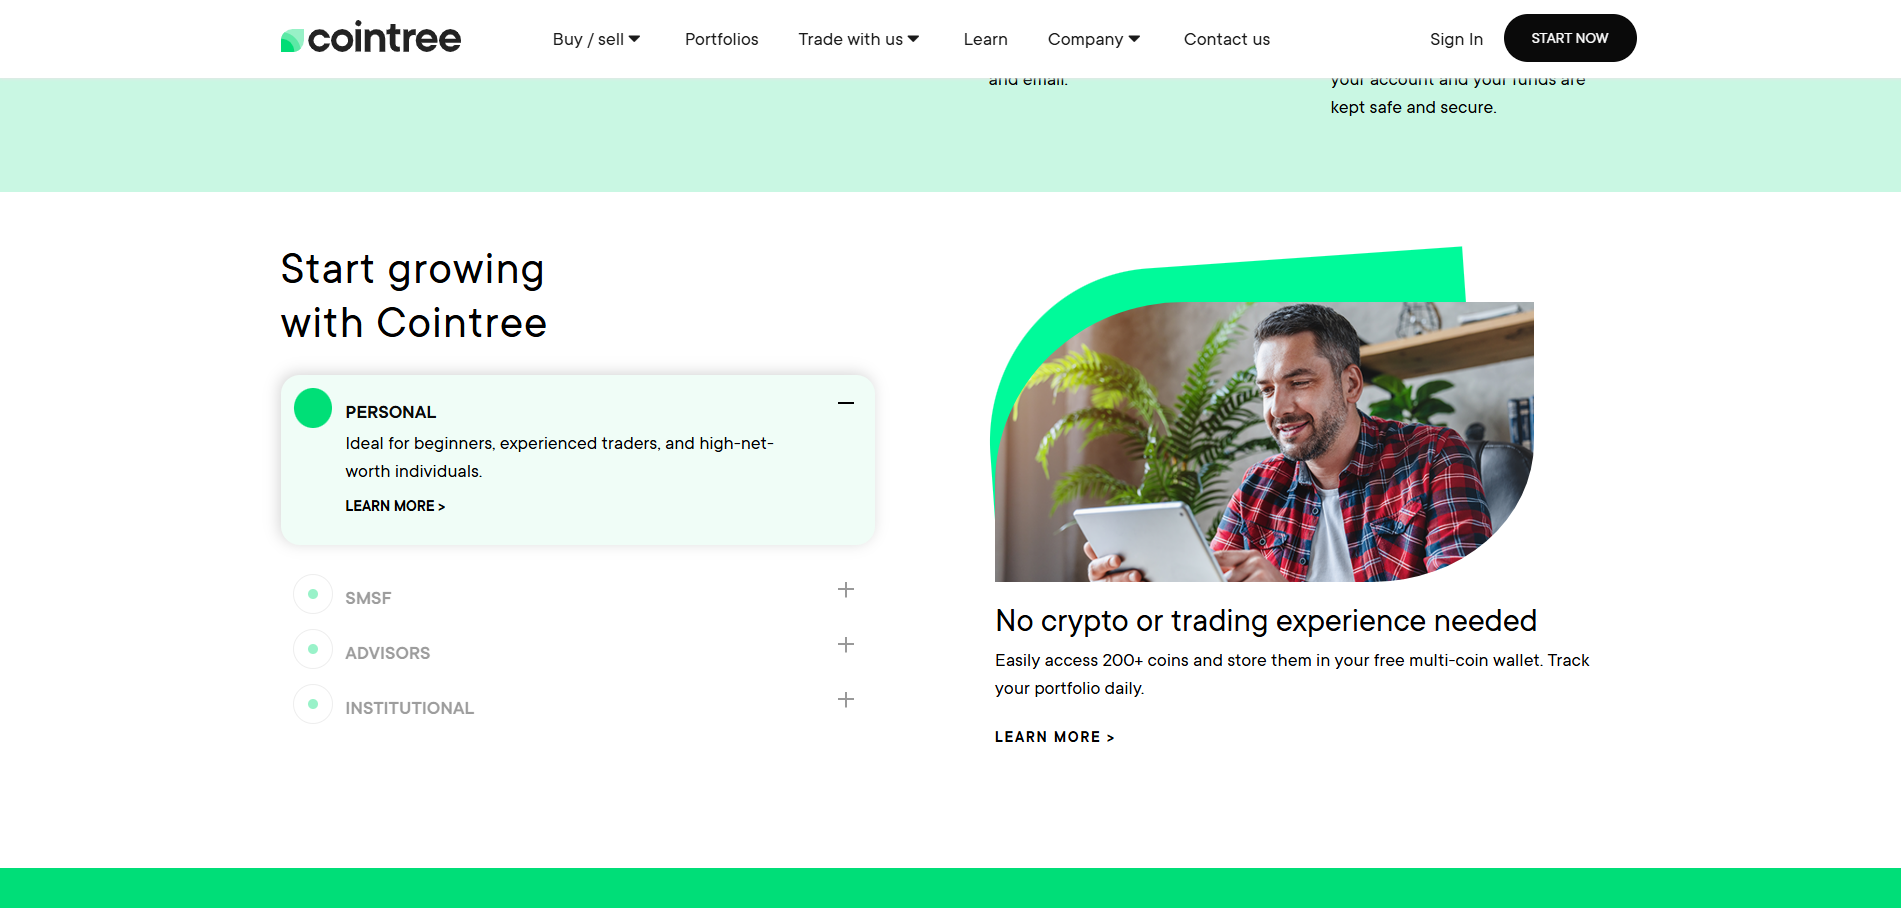 cointree
Buy / sell
Portfolios
Trade with us
Learn
Company
Contact us
Sign In
START NOW
and email.
your account and your funds are
kept safe and secure.
Start growing
with Cointree
PERSONAL
Ideal for beginners, experienced traders, and high-net-
worth individuals.
LEARN MORE >
SMSF
ADVISORS
INSTITUTIONAL
No crypto or trading experience needed
Easily access 200+ coins and store them in your free multi-coin wallet. Track
your portfolio daily.
LEARN MORE >